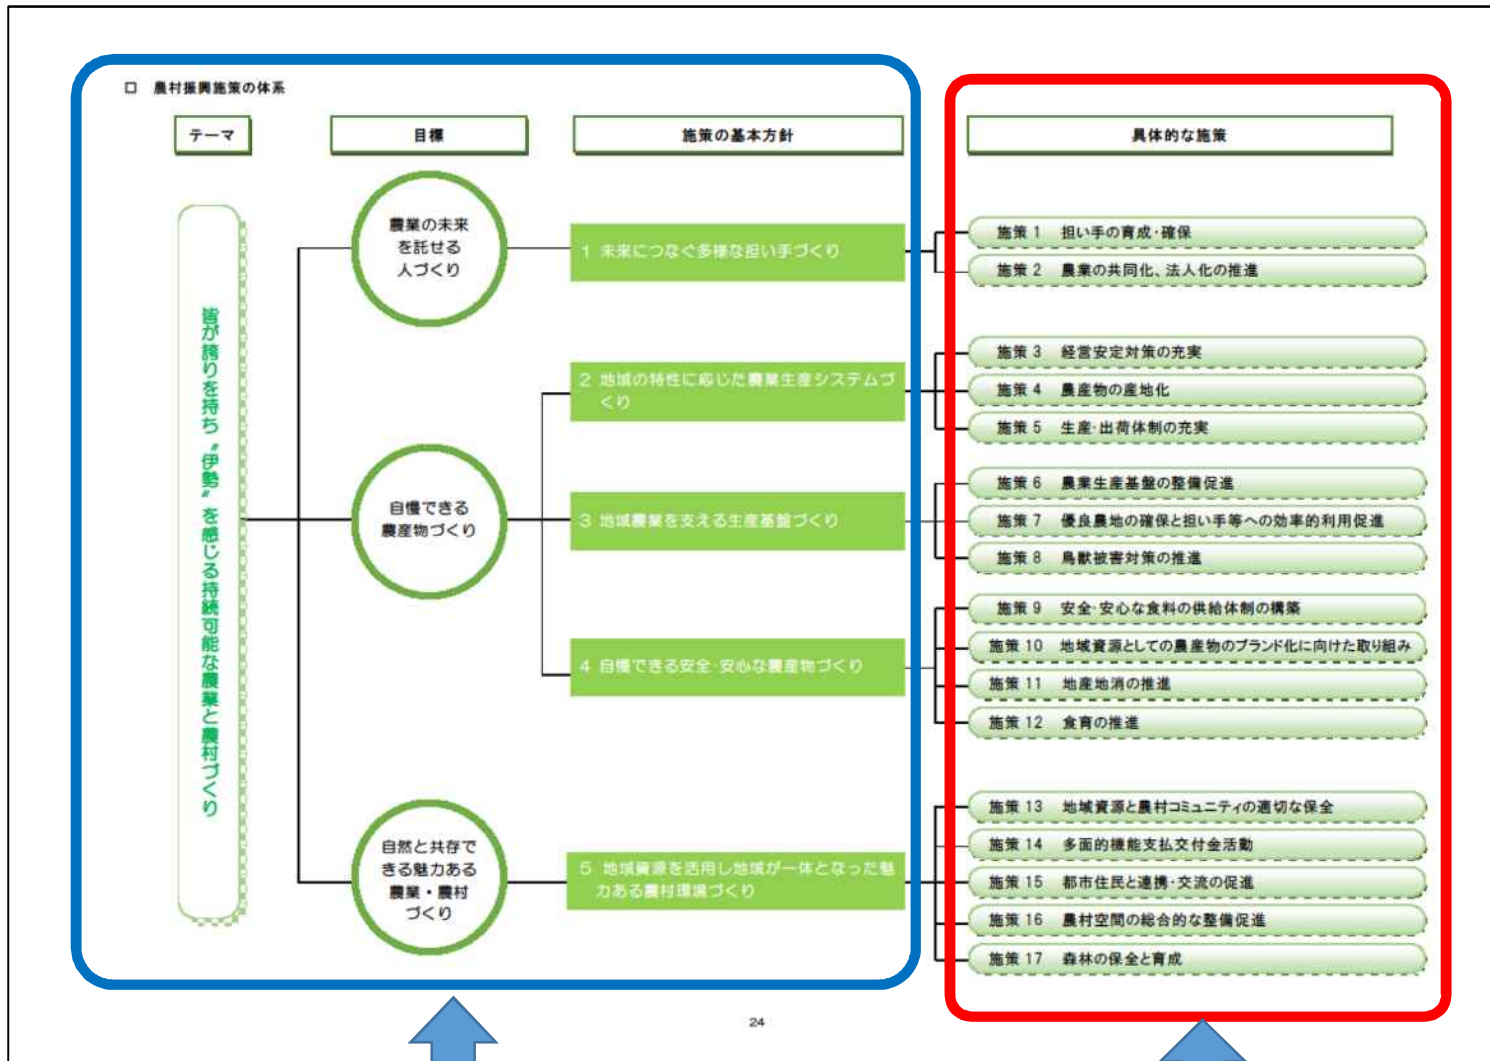 □ 農村振興施策の体系
テーマ
目標
施策の基本方針
具体的な施策
皆が誇りを持ち“伊勢”を感じる持続可能な農業と農村づくり
農業の未来
を託せる
人づくり
1 未来につなぐ多様な担い手づくり
施策 1 担い手の育成・確保
施策 2 農業の共同化、法人化の推進
自慢できる
農産物づくり
2 地域の特性に応じた農業生産システムづ
くり
施策 3 経営安定対策の充実
施策 4 農産物の産地化
施策 5 生産・出荷体制の充実
3 地域農業を支える生産基盤づくり
施策 6 農業生産基盤の整備促進
施策 7 優良農地の確保と担い手等への効率的利用促進
施策 8 鳥獣被害対策の推進
4 自慢できる安全・安心な農産物づくり
施策 9 安全・安心な食料の供給体制の構築
施策 10 地域資源としての農産物のブランド化に向けた取り組み
施策 11 地産地消の推進
施策 12 食育の推進
自然と共存で
きる魅力ある
農業・農村
づくり
5 地域資源を活用し地域が一体となった魅
力ある農村環境づくり
施策 13 地域資源と農村コミュニティの適切な保全
施策 14 多面的機能支払交付金活動
施策 15 都市住民と連携・交流の促進
施策 16 農村空間の総合的な整備促進
施策 17 森林の保全と育成
24